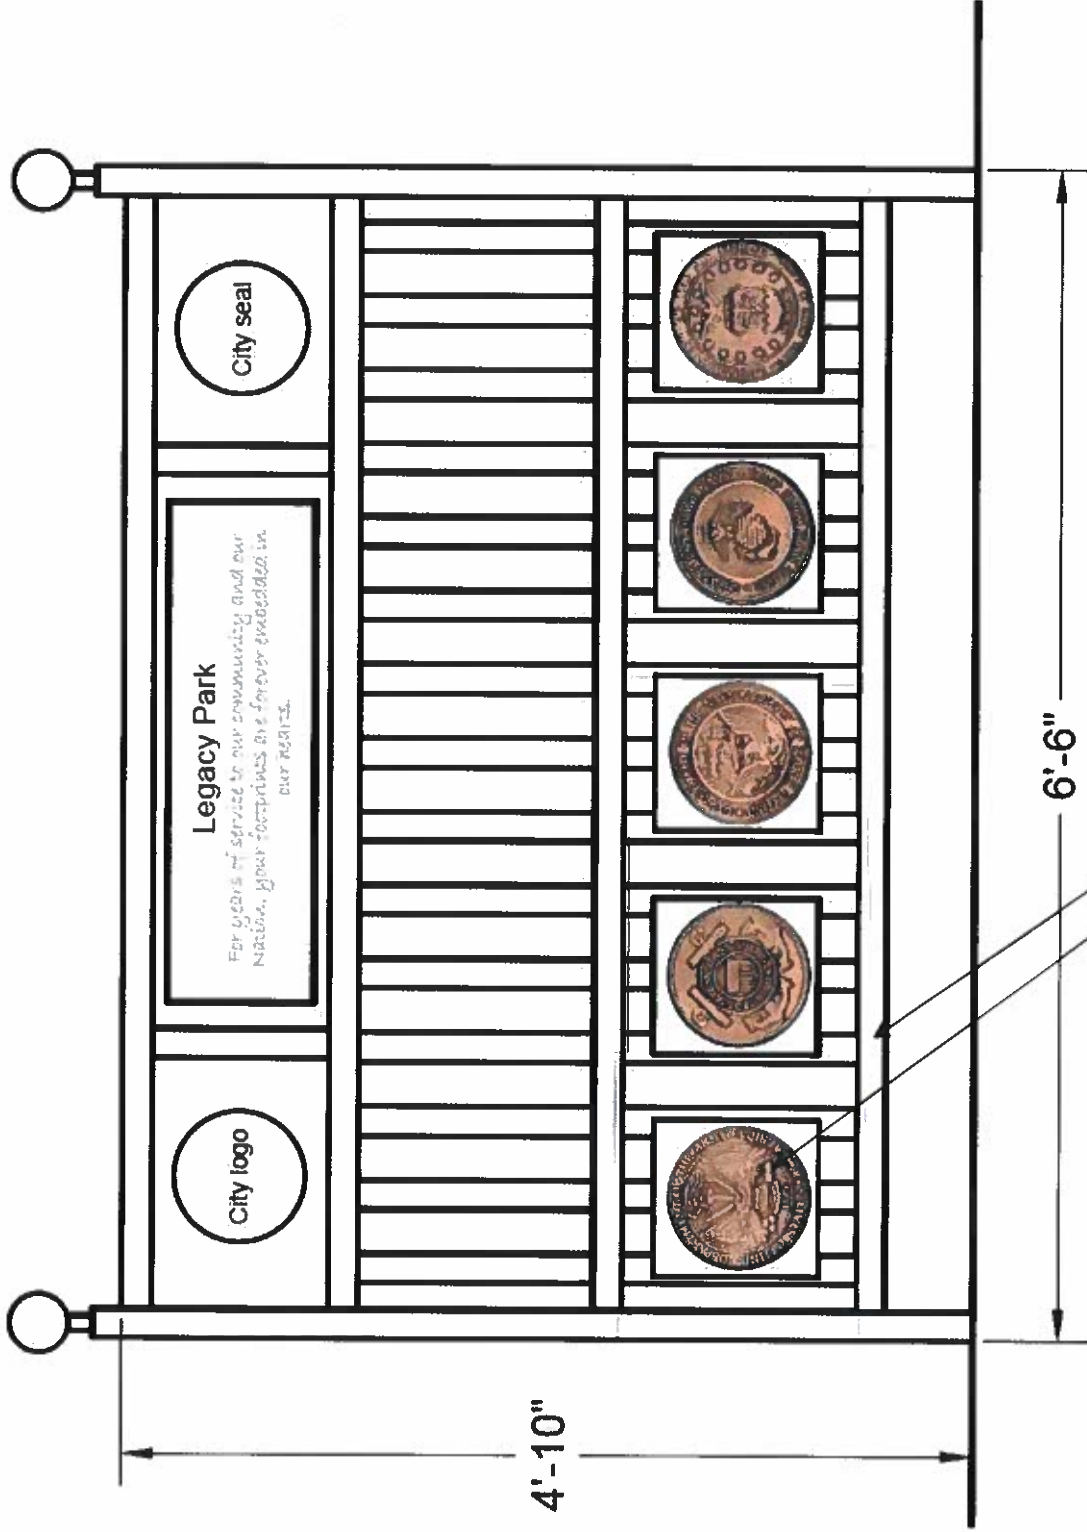 City logo
Legacy Park
For years of service to our community and our
Nation, your footprints are forever embedded in
our hearts.
City seal
4'-10"
6'-6"